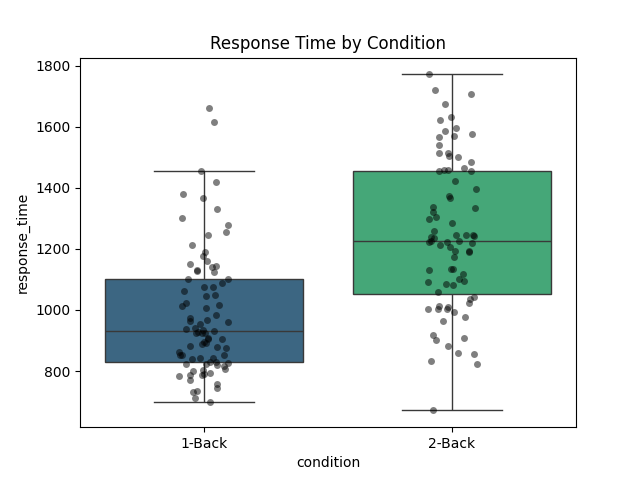 Response Time by Condition
1800
1600
1400
1200
1000
800
response_time
1-Back
2-Back
condition